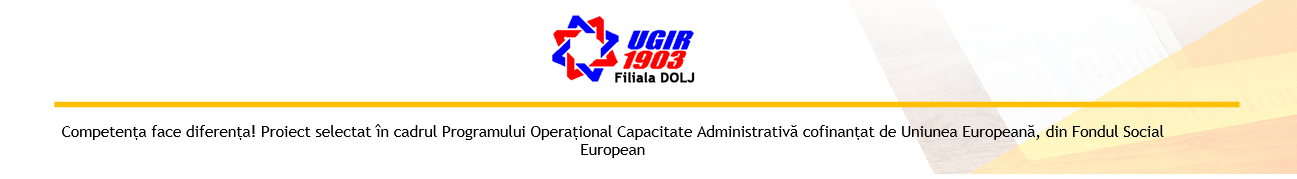 UGIR
1903
Filiala DOLJ
Competența face diferența! Proiect selectat în cadrul Programului Operațional Capacitate Administrativă cofinanțat de Uniunea Europeană, din Fondul Social
European